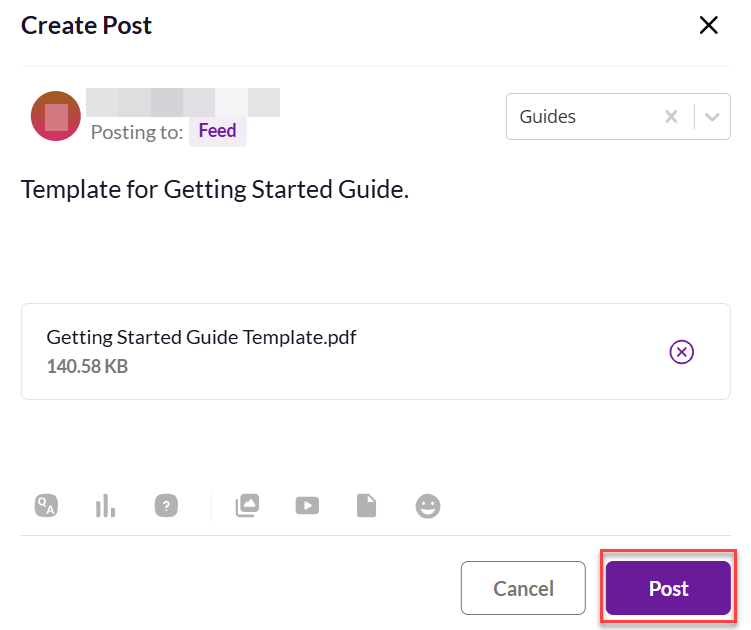 Create Post
Posting to: Feed
Guides
Template for Getting Started Guide.
Getting Started Guide Template.pdf
140.58 KB
Q A
?
Cancel
Post